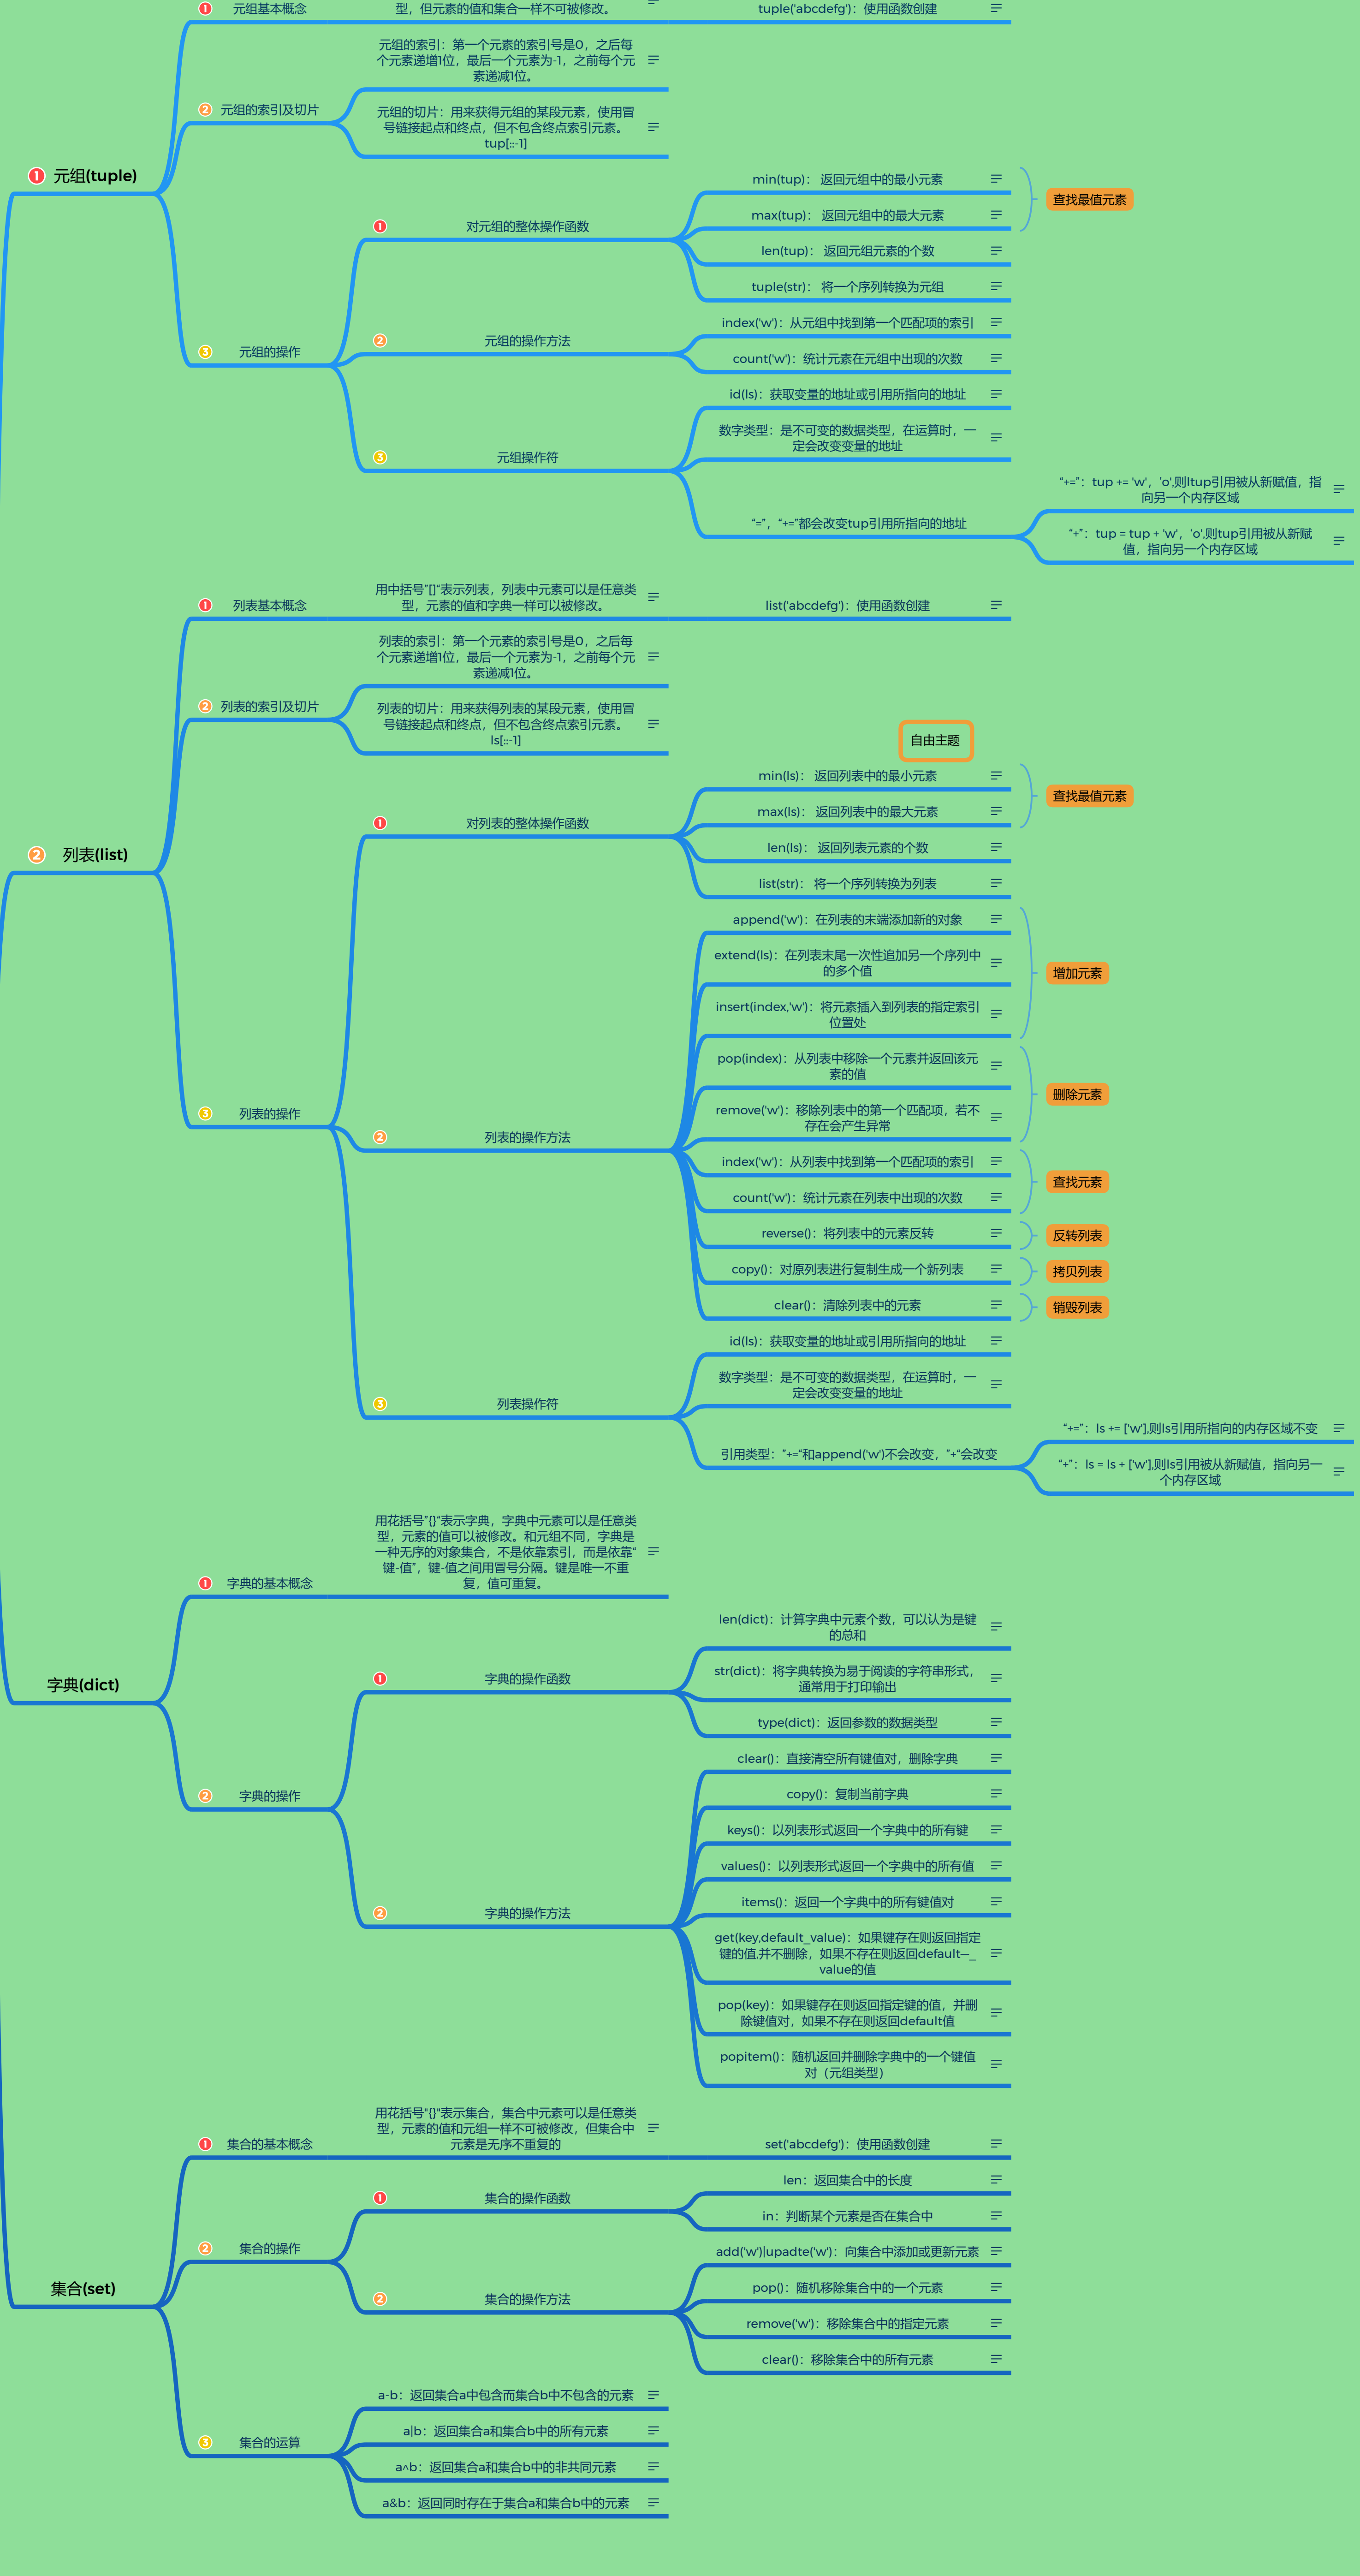 元组基本概念
型，但元素的值和集合一样不可被修改。
tuple('abcdefg')：使用函数创建
元组的索引：第一个元素的索引号是0，之后每
个元素递增1位，最后一个元素为-1，之前每个元
素递减1位。
元组的索引及切片
元组的切片：用来获得元组的某段元素，使用冒
号链接起点和终点，但不包含终点索引元素。
tup[::-1]
元组(tuple)
min(tup)： 返回元组中的最小元素
max(tup)： 返回元组中的最大元素
查找最值元素
对元组的整体操作函数
len(tup)： 返回元组元素的个数
tuple(str)： 将一个序列转换为元组
index('w')：从元组中找到第一个匹配项的索引
元组的操作
元组的操作方法
count('w')：统计元素在元组中出现的次数
id(ls)：获取变量的地址或引用所指向的地址
数字类型：是不可变的数据类型，在运算时，一
定会改变变量的地址
元组操作符
“+=”：tup += 'w'，'o',则ltup引用被从新赋值，指
向另一个内存区域
“=”，“+=”都会改变tup引用所指向的地址
“+”：tup = tup + 'w'，'o',则tup引用被从新赋
值，指向另一个内存区域
列表基本概念
用中括号”[]“表示列表，列表中元素可以是任意类
型，元素的值和字典一样可以被修改。
list('abcdefg')：使用函数创建
列表的索引：第一个元素的索引号是0，之后每
个元素递增1位，最后一个元素为-1，之前每个元
素递减1位。
列表的索引及切片
列表的切片：用来获得列表的某段元素，使用冒
号链接起点和终点，但不包含终点索引元素。
ls[::-1]
自由主题
min(ls)： 返回列表中的最小元素
max(ls)： 返回列表中的最大元素
查找最值元素
对列表的整体操作函数
len(ls)： 返回列表元素的个数
列表(list)
list(str)： 将一个序列转换为列表
append('w')：在列表的末端添加新的对象
extend(ls)：在列表末尾一次性追加另一个序列中
的多个值
增加元素
insert(index,'w')：将元素插入到列表的指定索引
位置处
pop(index)：从列表中移除一个元素并返回该元
素的值
删除元素
remove('w')：移除列表中的第一个匹配项，若不
存在会产生异常
列表的操作
列表的操作方法
index('w')：从列表中找到第一个匹配项的索引
查找元素
count('w')：统计元素在列表中出现的次数
reverse()：将列表中的元素反转
反转列表
copy()：对原列表进行复制生成一个新列表
拷贝列表
clear()：清除列表中的元素
销毁列表
id(ls)：获取变量的地址或引用所指向的地址
数字类型：是不可变的数据类型，在运算时，一
定会改变变量的地址
列表操作符
“+=”：ls += ['w'],则ls引用所指向的内存区域不变
引用类型：”+=“和append('w')不会改变，”+“会改变
“+”：ls = ls + ['w'],则ls引用被从新赋值，指向另一
个内存区域
用花括号”{}“表示字典，字典中元素可以是任意类
型，元素的值可以被修改。和元组不同，字典是
一种无序的对象集合，不是依靠索引，而是依靠“
键-值”，键-值之间用冒号分隔。键是唯一不重
复，值可重复。
字典的基本概念
len(dict)：计算字典中元素个数，可以认为是键
的总和
字典的操作函数
str(dict)：将字典转换为易于阅读的字符串形式，
通常用于打印输出
字典(dict)
type(dict)：返回参数的数据类型
字典的操作
clear()：直接清空所有键值对，删除字典
copy()：复制当前字典
keys()：以列表形式返回一个字典中的所有键
values()：以列表形式返回一个字典中的所有值
items()：返回一个字典中的所有键值对
字典的操作方法
get(key,default_value)：如果键存在则返回指定
键的值,并不删除，如果不存在则返回default—_
value的值
pop(key)：如果键存在则返回指定键的值，并删
除键值对，如果不存在则返回default值
popitem()：随机返回并删除字典中的一个键值
对（元组类型）
用花括号"{}"表示集合，集合中元素可以是任意类
型，元素的值和元组一样不可被修改，但集合中
元素是无序不重复的
集合的基本概念
set('abcdefg')：使用函数创建
集合的操作函数
len：返回集合中的长度
in：判断某个元素是否在集合中
集合的操作
add('w')|upadte('w')：向集合中添加或更新元素
集合(set)
集合的操作方法
pop()：随机移除集合中的一个元素
remove('w')：移除集合中的指定元素
clear()：移除集合中的所有元素
a-b：返回集合a中包含而集合b中不包含的元素
a|b：返回集合a和集合b中的所有元素
集合的运算
a^b：返回集合a和集合b中的非共同元素
a&b：返回同时存在于集合a和集合b中的元素